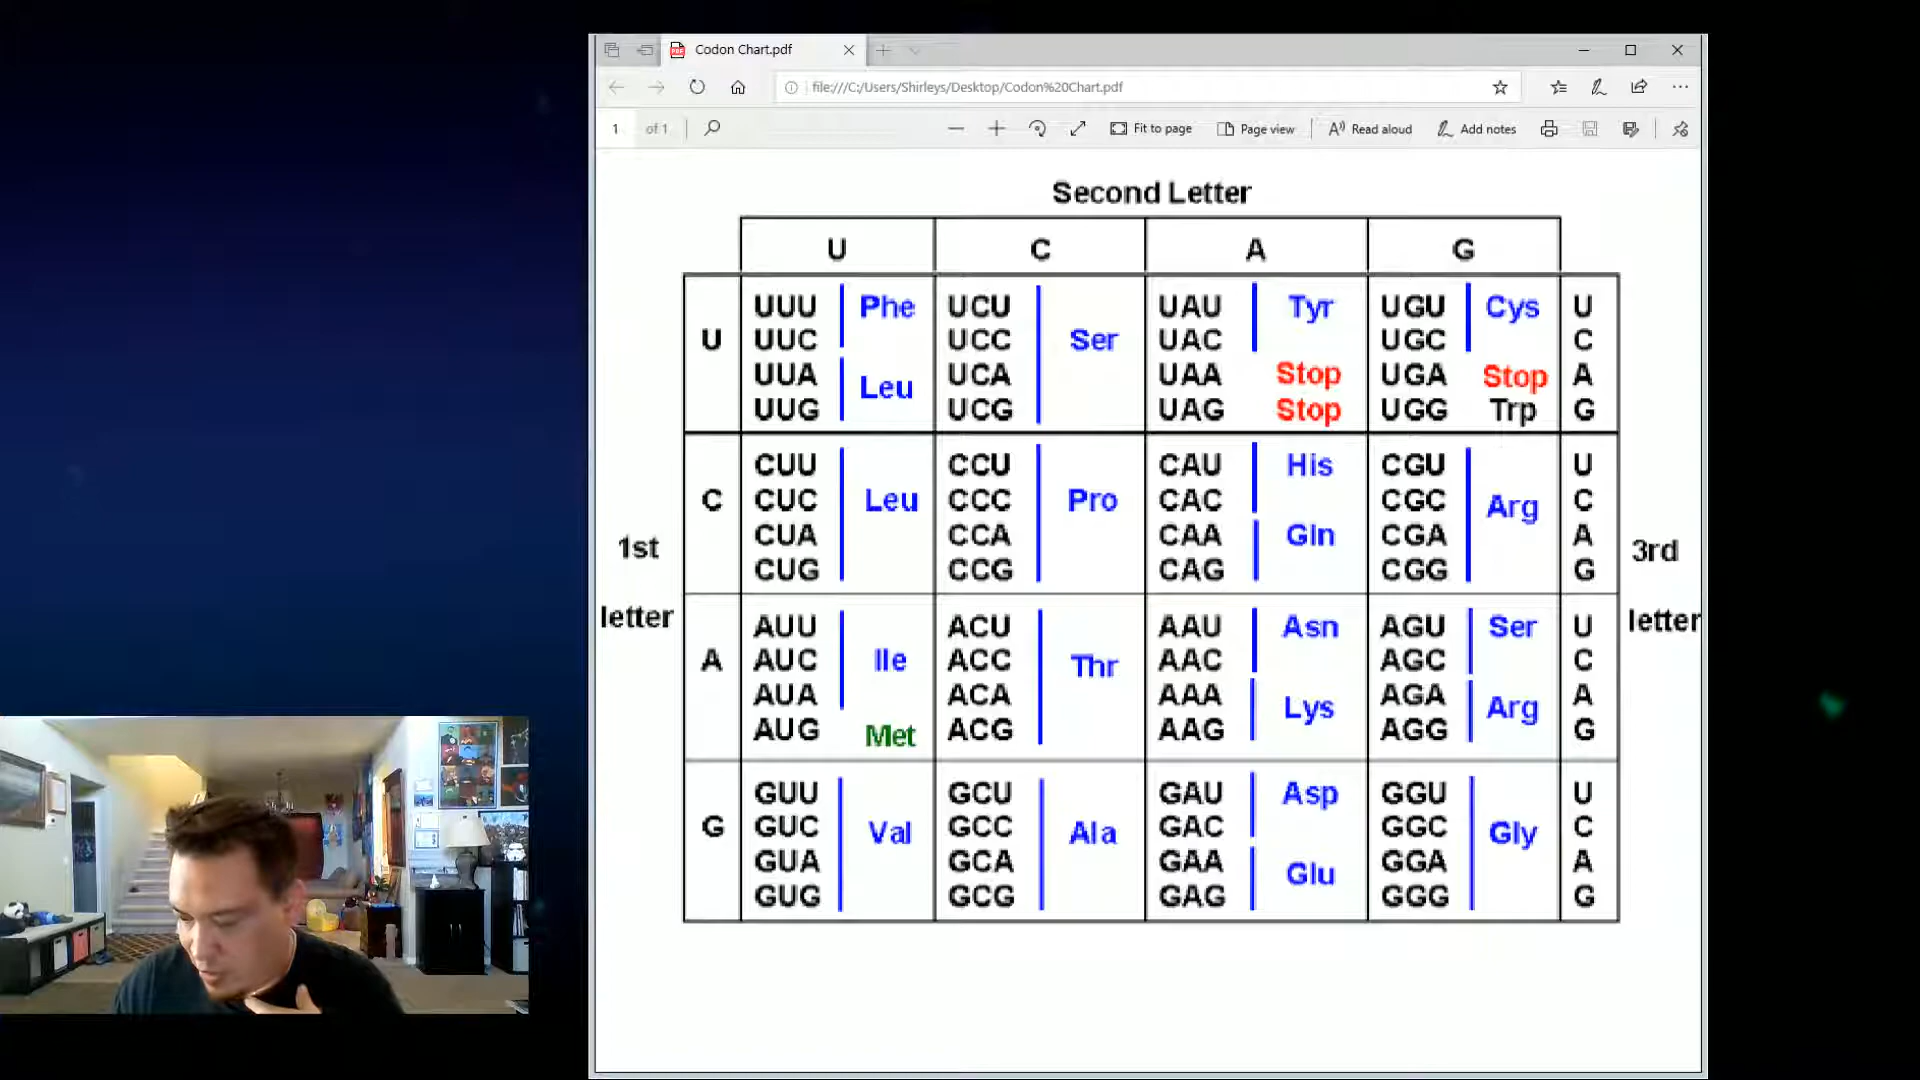 Codon Chart.pdf
file:///C:/Users/Shirleys/Desktop/Codon%20Chart.pdf
1 of 1 Fit to page Page view Read aloud Add notes
Second Letter
U C A G
U
UUU Phe UCU UAU Tyr UGU Cys U
UUC UCC Ser UAC UGC C
UUA Leu UCA UAA Stop UGA Stop A
UUG UCG UAG Stop UGG Trp G
C
CUU CCU CAU His CGU U
CUC Leu CCC Pro CAC CGC Arg C
CUA CCA CAA Gln CGA A
CUG CCG CAG CGG G
1st letter
3rd letter
A
AUU ACU AAU Asn AGU Ser U
AUC Ile ACC Thr AAC AGC C
AUA ACA AAA Lys AGA Arg A
AUG Met ACG AAG AGG G
G
GUU GCU GAU Asp GGU U
GUC Val GCC Ala GAC GGC Gly C
GUA GCA GAA Glu GGA A
GUG GCG GAG GGG G